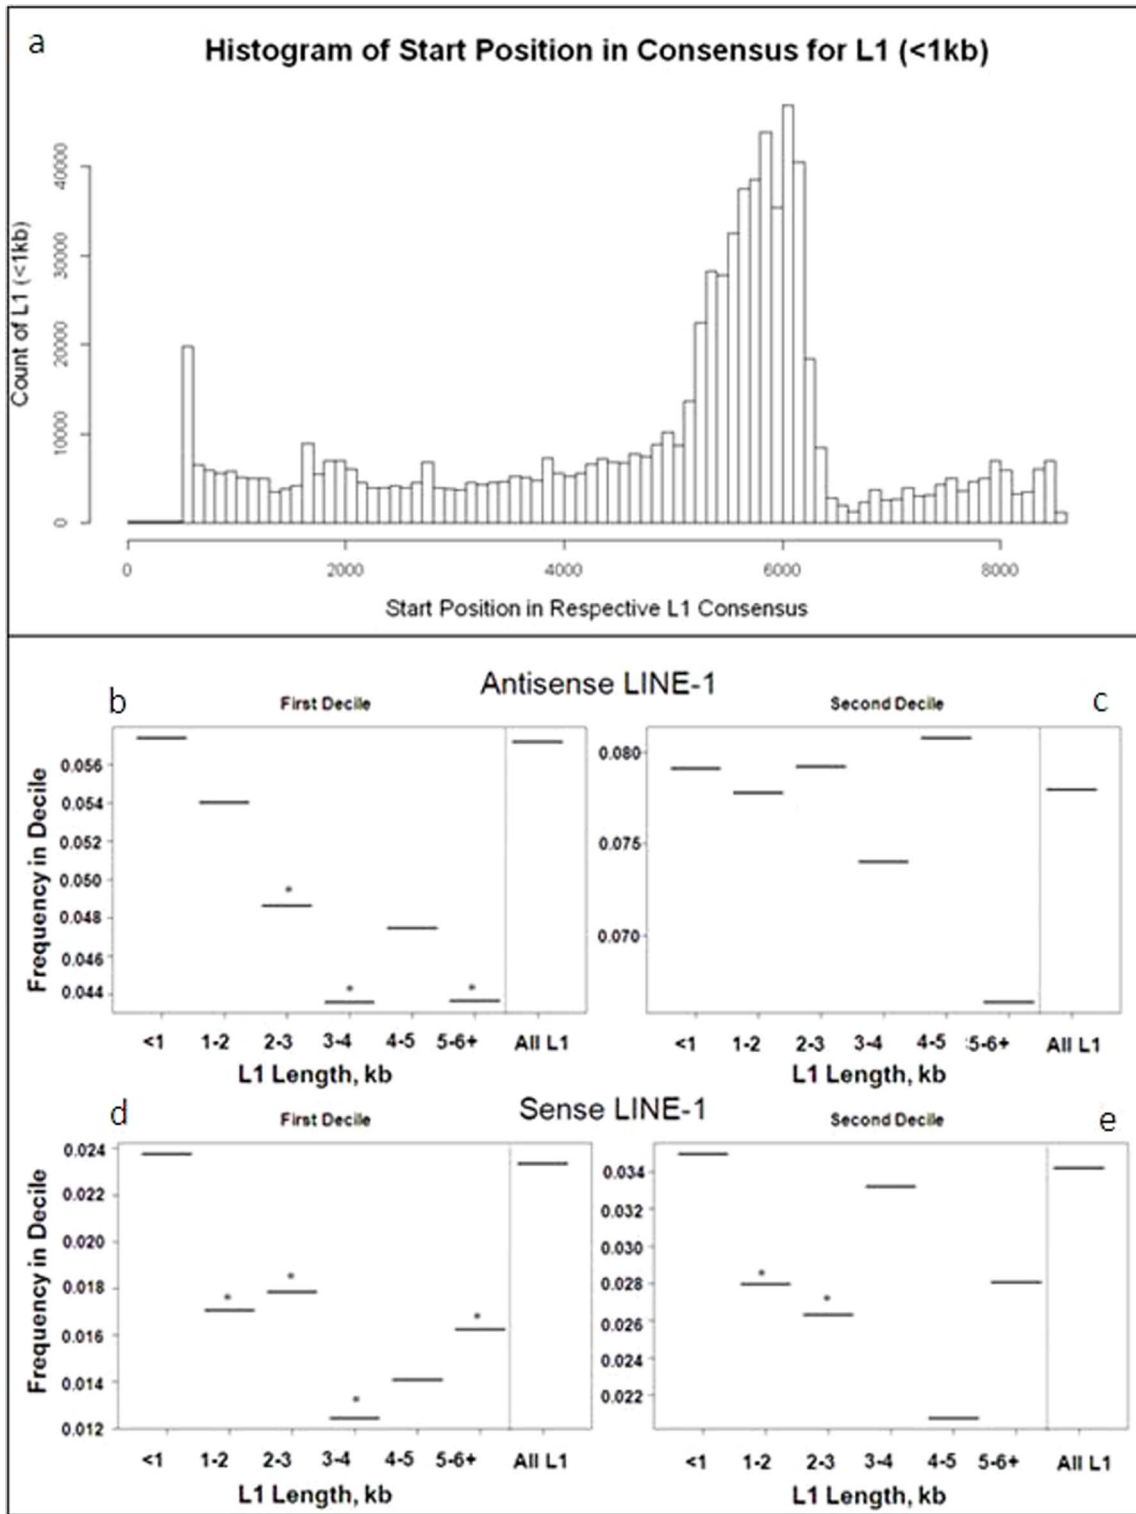 a
Histogram of Start Position in Consensus for L1 (<1kb)
Count of L1 (<1kb)
40000
30000
20000
10000
0
0 2000 4000 6000 8000
Start Position in Respective L1 Consensus
Antisense LINE-1
b
First Decile
Frequency in Decile
0.056
0.054
0.052
0.050
0.048
0.046
0.044
* * *
<1 1-2 2-3 3-4 4-5 5-6+ All L1
L1 Length, kb
Second Decile
c
0.080
0.075
0.070
<1 1-2 2-3 3-4 4-5 5-6+ All L1
L1 Length, kb
Sense LINE-1
d
First Decile
Frequency in Decile
0.024
0.022
0.020
0.018
0.016
0.014
0.012
* * * *
<1 1-2 2-3 3-4 4-5 5-6+ All L1
L1 Length, kb
Second Decile
e
0.034
0.032
0.030
0.028
0.026
0.024
0.022
* *
<1 1-2 2-3 3-4 4-5 5-6+ All L1
L1 Length, kb